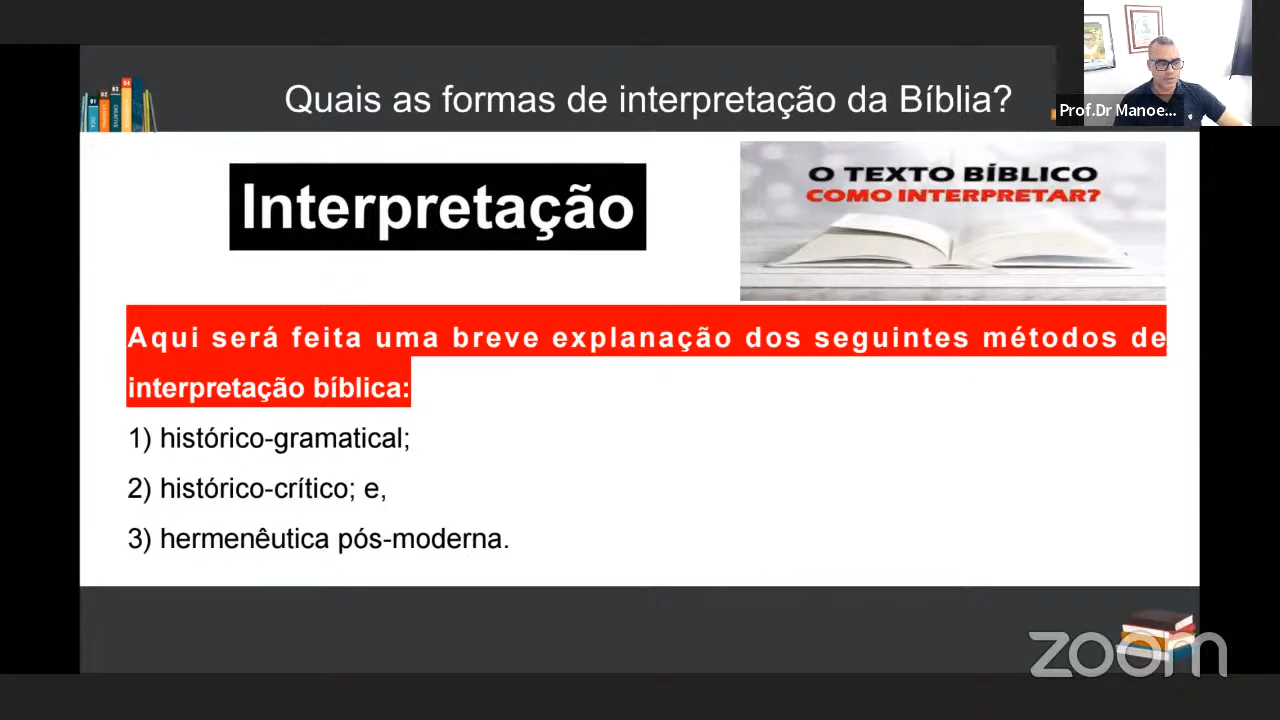 Quais as formas de interpretação da Bíblia?
Prof.Dr Manoe...
Interpretação
O TEXTO BÍBLICO
COMO INTERPRETAR?
Aqui será feita uma breve explanação dos seguintes métodos de
interpretação bíblica:
1) histórico-gramatical;
2) histórico-crítico; e,
3) hermenêutica pós-moderna.
zoom